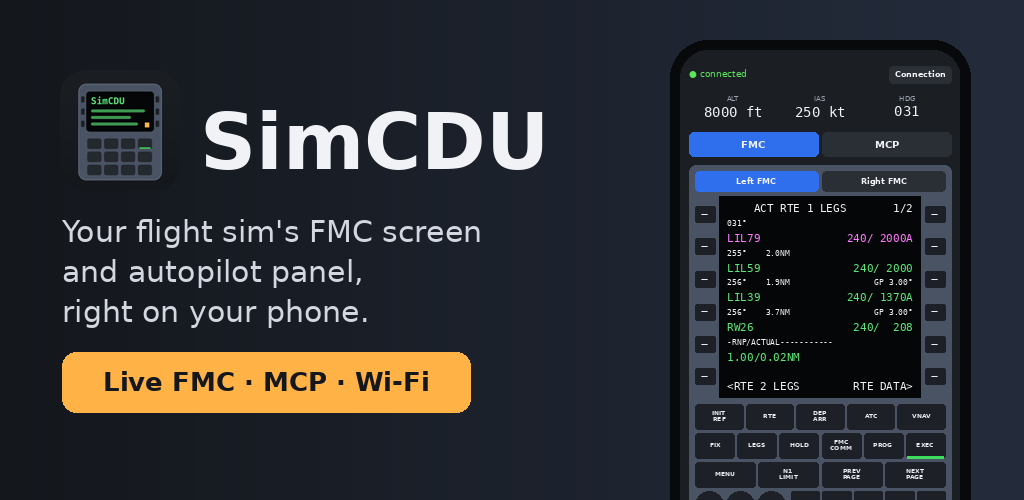 SimCDU
SimCDU
Your flight sim's FMC screen
and autopilot panel,
right on your phone.
Live FMC · MCP · Wi-Fi
connected
Connection
ALT IAS HDG
8000 ft 250 kt 031
FMC MCP
Left FMC Right FMC
ACT RTE 1 LEGS 1/2
031°
LIL79 240/ 2000A
255° 2.0NM
LIL59 240/ 2000
256° 1.9NM GP 3.00°
LIL39 240/ 1370A
256° 3.7NM GP 3.00°
RW26 240/ 208
-RNP/ACTUAL-----------
1.00/0.02NM
<RTE 2 LEGS RTE DATA>
INIT REF RTE DEP ARR ATC VNAV
FIX LEGS HOLD FMC COMM PROG EXEC
MENU N1 LIMIT PREV PAGE NEXT PAGE